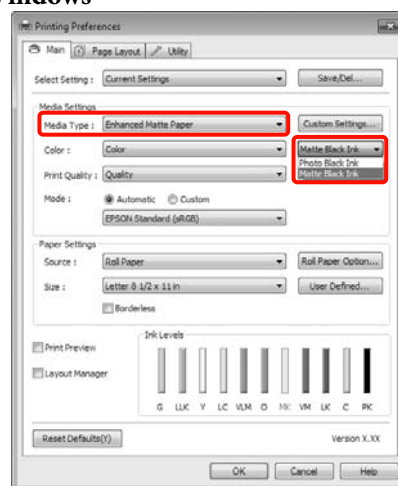 Windows
Printing Preferences
Main Page Layout Utility
Select Setting : Current Settings Save/Del...
Media Settings
Media Type : Enhanced Matte Paper Custom Settings...
Color : Color Matte Black Ink
Photo Black Ink
Matte Black Ink
Print Quality : Quality
Mode : Automatic Custom
EPSON Standard (sRGB)
Paper Settings
Source : Roll Paper Roll Paper Option...
Size : Letter 8 1/2 x 11 in User Defined...
Borderless
Ink Levels
Print Preview
Layout Manager
G LLK Y LC VLM O MK VM LK C PK
Reset Defaults(Y) Version X.XX
OK Cancel Help